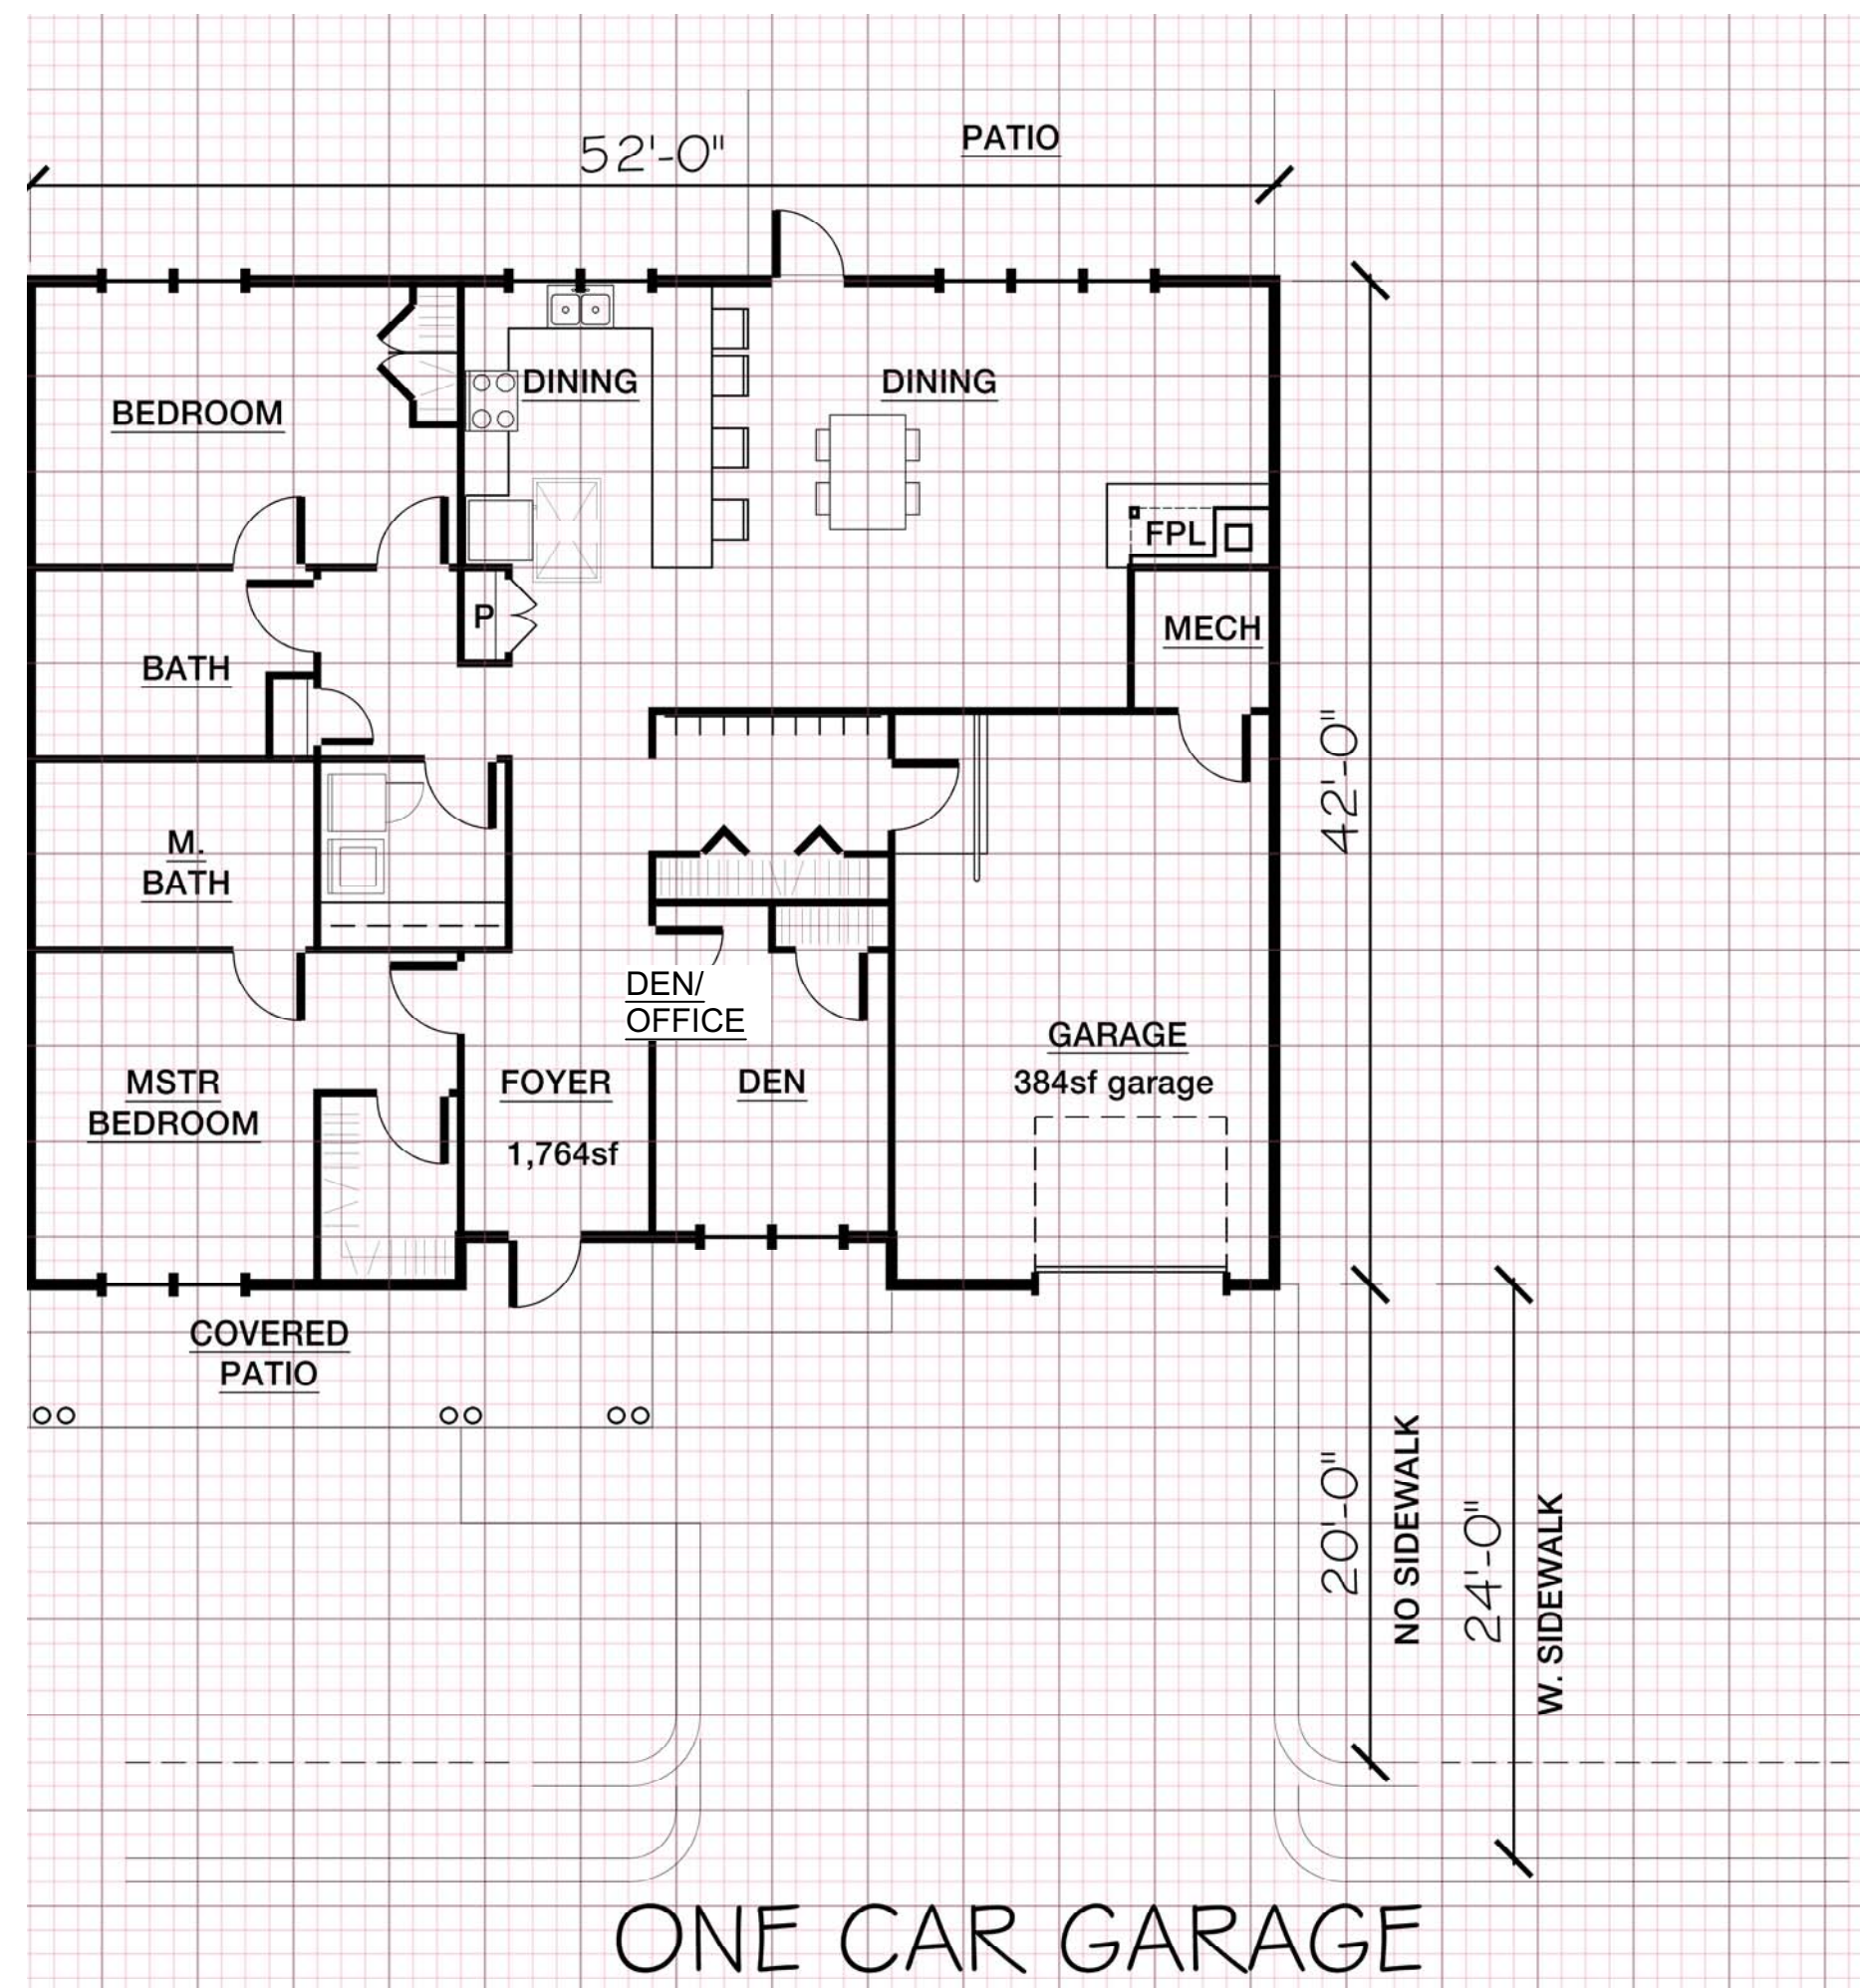 PATIO
52'-0"
DINING
DINING
BEDROOM
FPL
P
MECH
BATH
42'-0"
M.
BATH
DEN/
OFFICE
GARAGE
384sf garage
MSTR
BEDROOM
FOYER
1,764sf
DEN
COVERED
PATIO
20'-0"
NO SIDEWALK
24'-0"
W. SIDEWALK
ONE CAR GARAGE